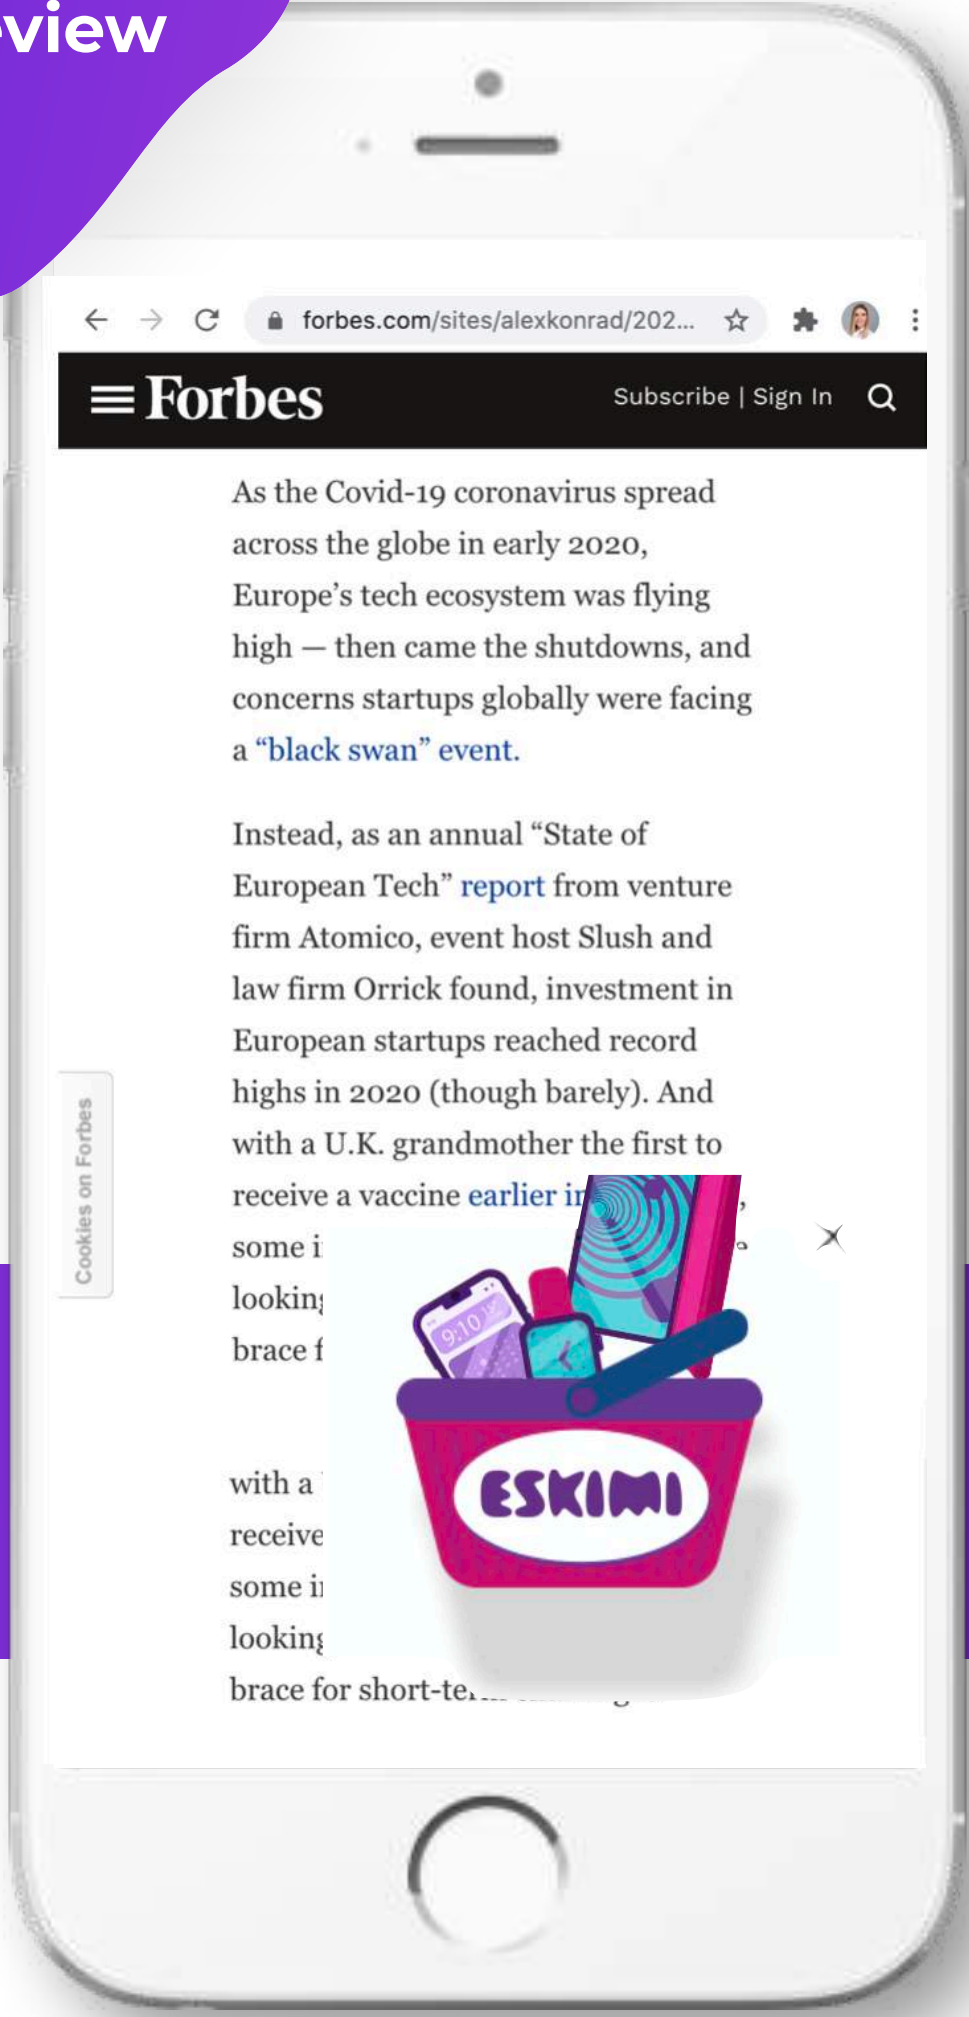 forbes.com/sites/alexkonrad/202...
Forbes
Subscribe | Sign In
As the Covid-19 coronavirus spread
across the globe in early 2020,
Europe's tech ecosystem was flying
high — then came the shutdowns, and
concerns startups globally were facing
a “black swan” event.
Instead, as an annual “State of
European Tech” report from venture
firm Atomico, event host Slush and
law firm Orrick found, investment in
European startups reached record
highs in 2020 (though barely). And
with a U.K. grandmother the first to
receive a vaccine earlier
some
looking
brace
Cookies on Forbes
9:10
ESKIMI
with a
receive
some
looking
brace for